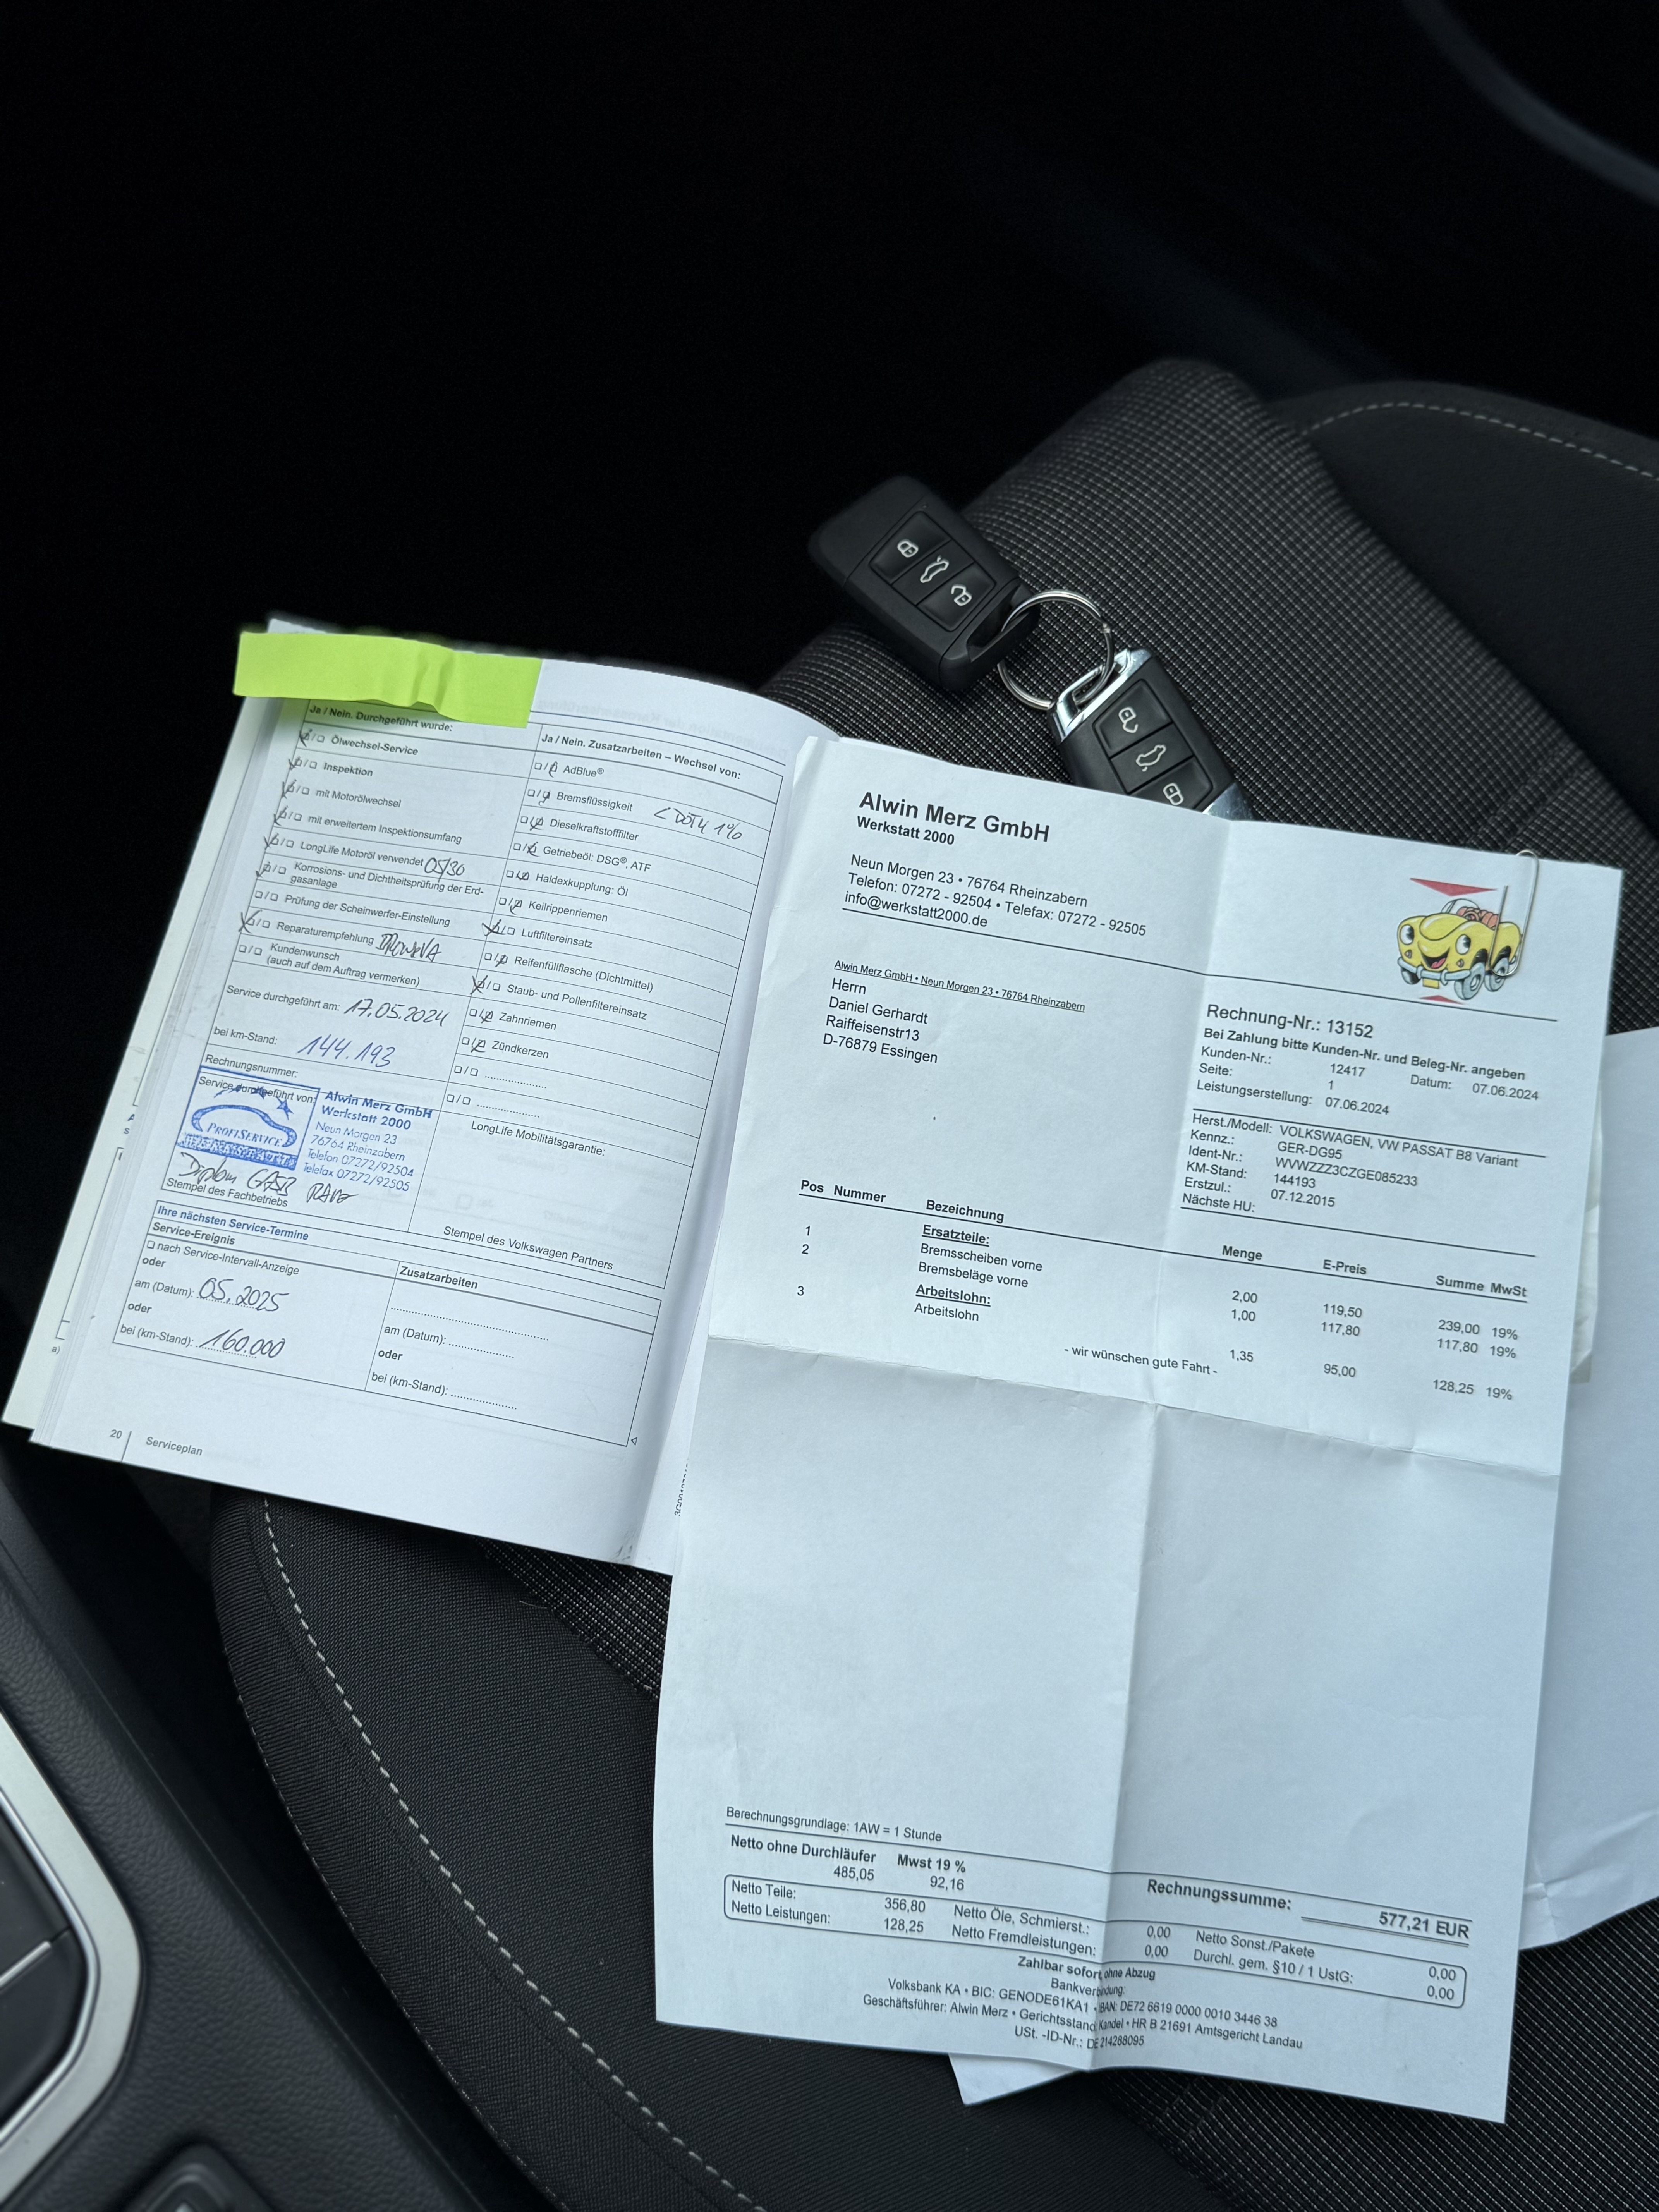 Ja / Nein. Durchgeführt wurde:
Ölwechsel-Service
Inspektion
mit Motorölwechsel
mit erweitertem Inspektionsumfang
LongLife Motoröl verwendet 05/30
Korrosions- und Dichtheitsprüfung der Erd-
gasanlage
Prüfung der Scheinwerfer-Einstellung
Reparaturempfehlung
Kundenwunsch
(auch auf dem Auftrag vermerken)
Service durchgeführt am: 17.05.2024
bei km-Stand: 144.193
Rechnungsnummer:
Service durchgeführt von:
PROFISERVICE
Alwin Merz GmbH
Werkstatt 2000
Neun Morgen 23
76764 Rheinzabern
Telefon 07272/92504
Telefax 07272/92505
Stempel des Fachbetriebs
Ja / Nein. Zusatzarbeiten – Wechsel von:
AdBlue®
Bremsflüssigkeit < DOT4 1%
Dieselkraftstofffilter
Getriebeöl: DSG®, ATF
Haldexkupplung: Öl
Keilrippenriemen
Luftfiltereinsatz
Reifenfüllflasche (Dichtmittel)
Staub- und Pollenfiltereinsatz
Zahnriemen
Zündkerzen
LongLife Mobilitätsgarantie:
Stempel des Volkswagen Partners
Ihre nächsten Service-Termine
Service-Ereignis
nach Service-Intervall-Anzeige
oder
am (Datum): 05.2025
oder
bei (km-Stand): 160.000
Zusatzarbeiten
am (Datum):
oder
bei (km-Stand):
20 Serviceplan
Alwin Merz GmbH
Werkstatt 2000
Neun Morgen 23 • 76764 Rheinzabern
Telefon: 07272 - 92504 • Telefax: 07272 - 92505
info@werkstatt2000.de
Alwin Merz GmbH • Neun Morgen 23 • 76764 Rheinzabern
Herrn
Daniel Gerhardt
Raiffeisenstr13
D-76879 Essingen
Rechnung-Nr.: 13152
Bei Zahlung bitte Kunden-Nr. und Beleg-Nr. angeben
Kunden-Nr.: 12417 Datum: 07.06.2024
Seite: 1
Leistungserstellung: 07.06.2024
Herst./Modell: VOLKSWAGEN, VW PASSAT B8 Variant
Kennz.: GER-DG95
Ident-Nr.: WVWZZZ3CZGE085233
KM-Stand: 144193
Erstzul.: 07.12.2015
Nächste HU:
Pos Nummer Bezeichnung Menge E-Preis Summe MwSt
Ersatzteile:
1 Bremsscheiben vorne 2,00 119,50 239,00 19%
2 Bremsbeläge vorne 1,00 117,80 117,80 19%
Arbeitslohn:
3 Arbeitslohn 1,35 95,00 128,25 19%
- wir wünschen gute Fahrt -
Berechnungsgrundlage: 1AW = 1 Stunde
Netto ohne Durchläufer Mwst 19 %
485,05 92,16
Rechnungssumme: 577,21 EUR
Netto Teile: 356,80 Netto Öle, Schmierst.: 0,00 Netto Sonst./Pakete 0,00
Netto Leistungen: 128,25 Netto Fremdleistungen: 0,00 Durchl. gem. §10 / 1 UstG: 0,00
Zahlbar sofort ohne Abzug
Bankverbindung:
Volksbank KA • BIC: GENODE61KA1 • IBAN: DE72 6619 0000 0010 3446 38
Geschäftsführer: Alwin Merz • Gerichtsstand Kandel • HR B 21691 Amtsgericht Landau
USt. -ID-Nr.: DE 214288095